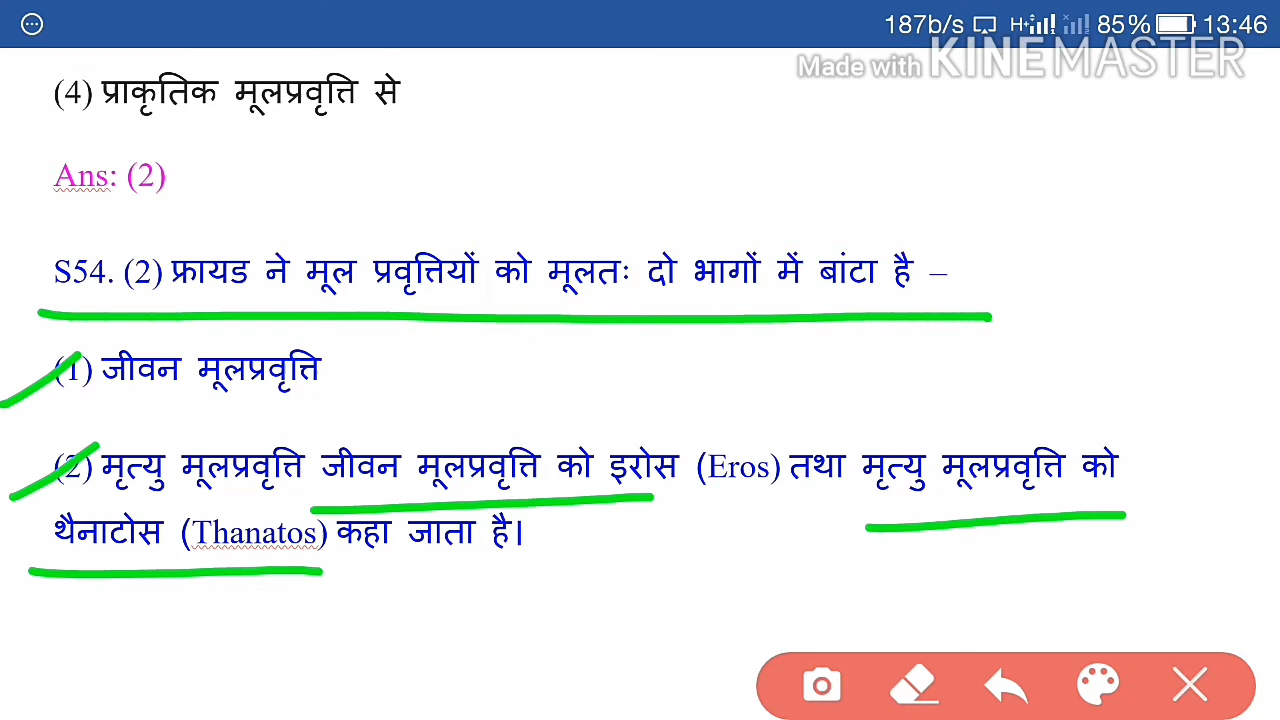 187b/s H+ 85% 13:46
Made with KINEMASTER
(4) प्राकृतिक मूलप्रवृत्ति से
Ans: (2)
S54. (2) फ्रायड ने मूल प्रवृत्तियों को मूलतः दो भागों में बांटा है –
(1) जीवन मूलप्रवृत्ति
(2) मृत्यु मूलप्रवृत्ति जीवन मूलप्रवृत्ति को इरोस (Eros) तथा मृत्यु मूलप्रवृत्ति को
थैनाटोस (Thanatos) कहा जाता है।